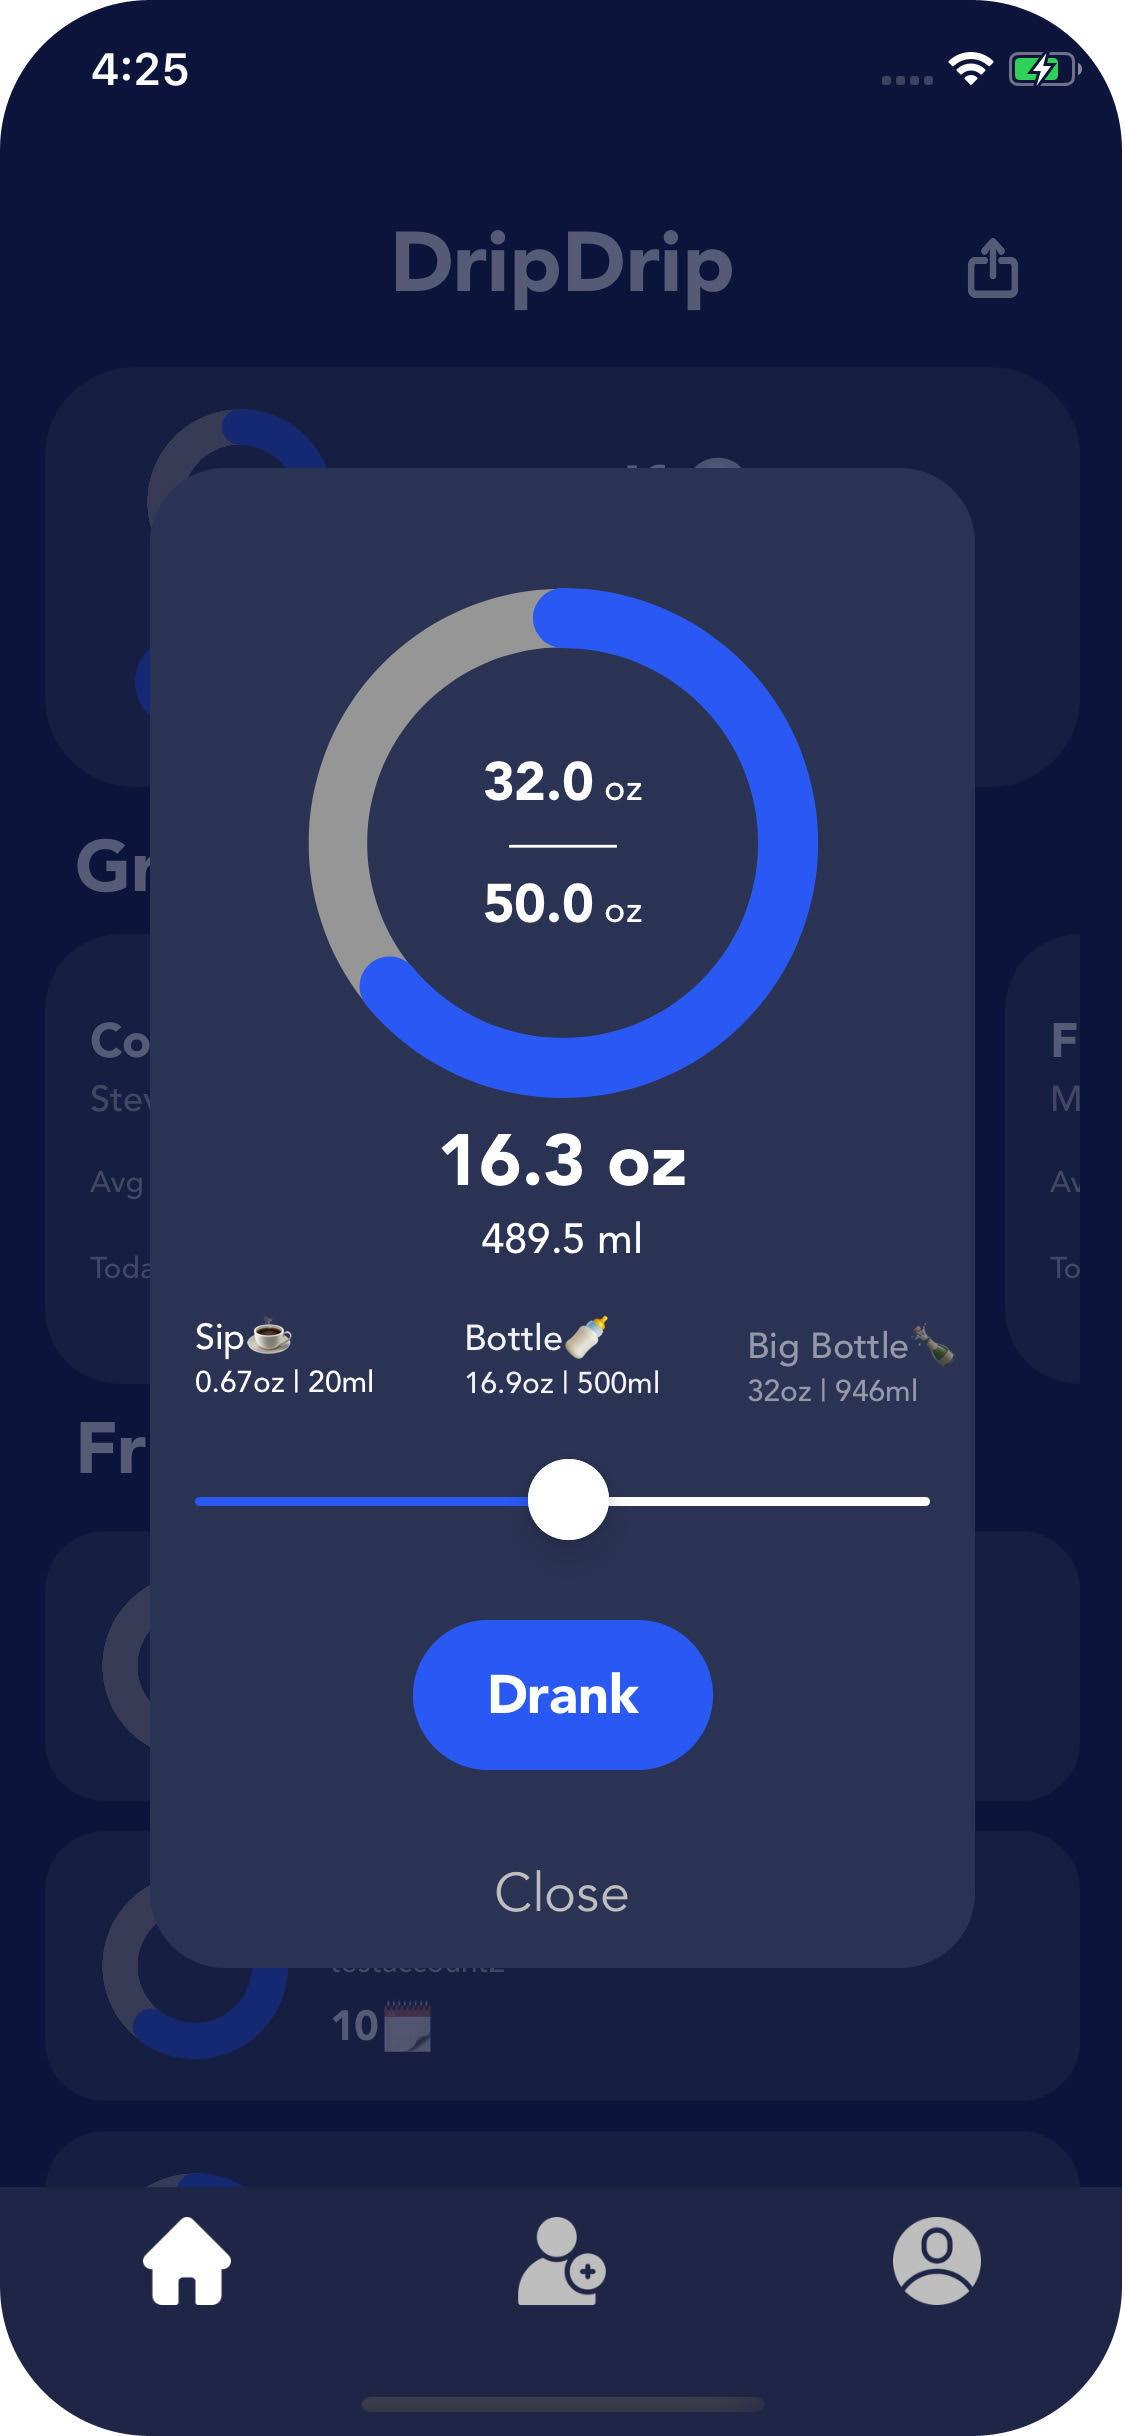 4:25
DripDrip
Gr
32.0 oz
50.0 oz
Co
F
Stev
M
16.3 oz
Avg
Av
489.5 ml
Toda
To
Sip☕
Bottle🍼
Big Bottle🍾
0.67oz | 20ml
16.9oz | 500ml
32oz | 946ml
Fr
Drank
Close
10